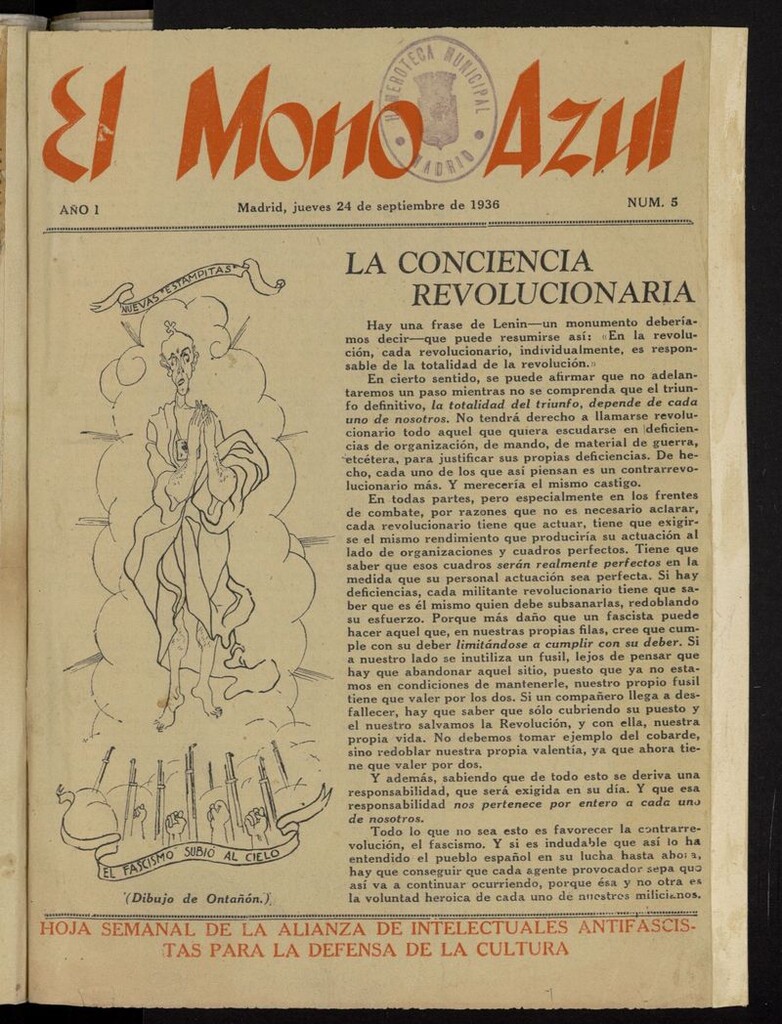 El Mono Azul
HEMEROTECA MUNICIPAL
MADRID
AÑO I
Madrid, jueves 24 de septiembre de 1936
NUM. 5
NUEVAS "ESTAMPITAS"
EL FASCISMO SUBIÓ AL CIELO
(Dibujo de Ontañón.)
LA CONCIENCIA
REVOLUCIONARIA
Hay una frase de Lenin—un monumento debería-
mos decir—que puede resumirse así: «En la revolu-
ción, cada revolucionario, individualmente, es respon-
sable de la totalidad de la revolución.»
En cierto sentido, se puede afirmar que no adelan-
taremos un paso mientras no se comprenda que el triun-
fo definitivo, la totalidad del triunfo, depende de cada
uno de nosotros. No tendrá derecho a llamarse revolu-
cionario todo aquel que quiera escudarse en deficien-
cias de organización, de mando, de material de guerra,
etcétera, para justificar sus propias deficiencias. De he-
cho, cada uno de los que así piensan es un contrarrevo-
lucionario más. Y merecería el mismo castigo.
En todas partes, pero especialmente en los frentes
de combate, por razones que no es necesario aclarar,
cada revolucionario tiene que actuar, tiene que exigir-
se el mismo rendimiento que produciría su actuación al
lado de organizaciones y cuadros perfectos. Tiene que
saber que esos cuadros serán realmente perfectos en la
medida que su personal actuación sea perfecta. Si hay
deficiencias, cada militante revolucionario tiene que sa-
ber que es él mismo quien debe subsanarlas, redoblando
su esfuerzo. Porque más daño que un fascista puede
hacer aquel que, en nuestras propias filas, cree que cum-
ple con su deber limitándose a cumplir con su deber. Si
a nuestro lado se inutiliza un fusil, lejos de pensar que
hay que abandonar aquel sitio, puesto que ya no esta-
mos en condiciones de mantenerle, nuestro propio fusil
tiene que valer por los dos. Si un compañero llega a des-
fallecer, hay que saber que sólo cubriendo su puesto y
el nuestro salvamos la Revolución, y con ella, nuestra
propia vida. No debemos tomar ejemplo del cobarde,
sino redoblar nuestra propia valentía, ya que ahora tie-
ne que valer por dos.
Y además, sabiendo que de todo esto se deriva una
responsabilidad, que será exigida en su día. Y que esa
responsabilidad nos pertenece por entero a cada uno
de nosotros.
Todo lo que no sea esto es favorecer la contrarre-
volución, el fascismo. Y si es indudable que así lo ha
entendido el pueblo español en su lucha hasta ahora,
hay que conseguir que cada agente provocador sepa que
así va a continuar ocurriendo, porque ésa y no otra es
la voluntad heroica de cada uno de nuestros milicianos.
HOJA SEMANAL DE LA ALIANZA DE INTELECTUALES ANTIFASCIS-
TAS PARA LA DEFENSA DE LA CULTURA